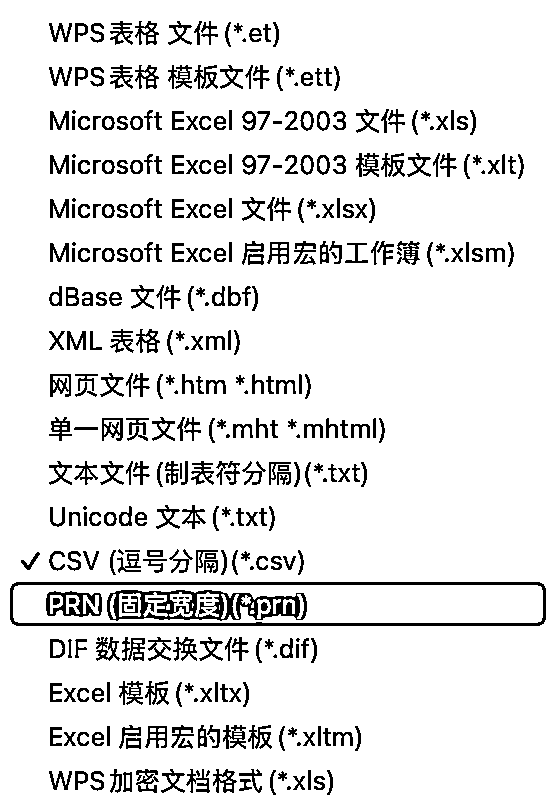 WPS表格 文件(*.et)
WPS表格 模板文件(*.ett)
Microsoft Excel 97-2003 文件(*.xls)
Microsoft Excel 97-2003 模板文件(*.xlt)
Microsoft Excel 文件(*.xlsx)
Microsoft Excel 启用宏的工作簿(*.xlsm)
dBase 文件(*.dbf)
XML 表格(*.xml)
网页文件(*.htm *.html)
单一网页文件(*.mht *.mhtml)
文本文件(制表符分隔)(*.txt)
Unicode 文本(*.txt)
✓ CSV (逗号分隔)(*.csv)
PRN (固定宽度)(*.prn)
DIF 数据交换文件(*.dif)
Excel 模板(*.xltx)
Excel 启用宏的模板(*.xltm)
WPS加密文档格式(*.xls)